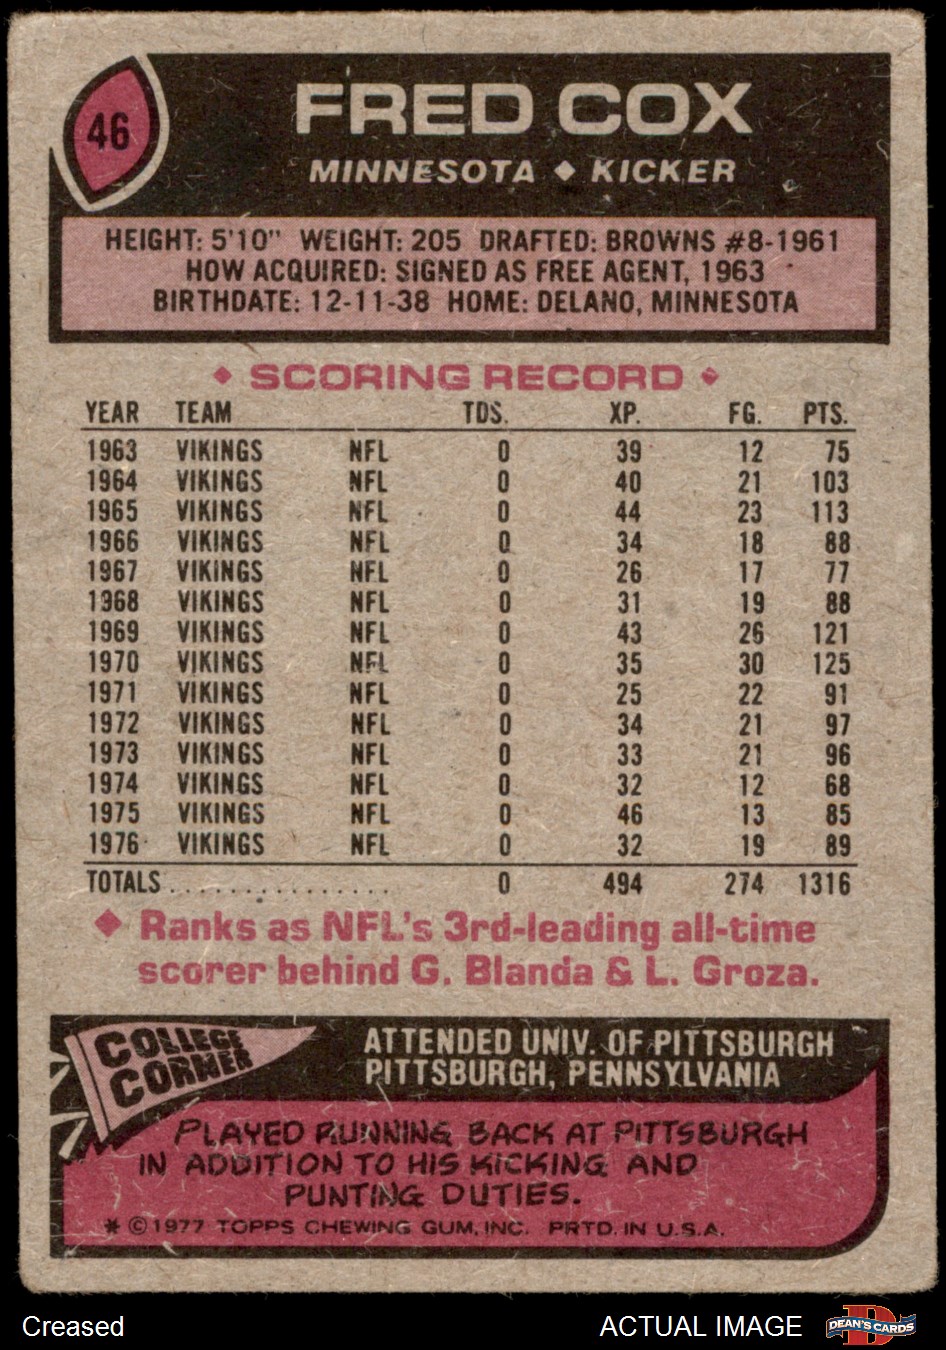 46
FRED COX
MINNESOTA ◆ KICKER
HEIGHT: 5'10" WEIGHT: 205 DRAFTED: BROWNS #8-1961
HOW ACQUIRED: SIGNED AS FREE AGENT, 1963
BIRTHDATE: 12-11-38 HOME: DELANO, MINNESOTA
◆ SCORING RECORD ◆
YEAR TEAM TDS. XP. FG. PTS.
1963 VIKINGS NFL 0 39 12 75
1964 VIKINGS NFL 0 40 21 103
1965 VIKINGS NFL 0 44 23 113
1966 VIKINGS NFL 0 34 18 88
1967 VIKINGS NFL 0 26 17 77
1968 VIKINGS NFL 0 31 19 88
1969 VIKINGS NFL 0 43 26 121
1970 VIKINGS NFL 0 35 30 125
1971 VIKINGS NFL 0 25 22 91
1972 VIKINGS NFL 0 34 21 97
1973 VIKINGS NFL 0 33 21 96
1974 VIKINGS NFL 0 32 12 68
1975 VIKINGS NFL 0 46 13 85
1976 VIKINGS NFL 0 32 19 89
TOTALS................ 0 494 274 1316
◆ Ranks as NFL's 3rd-leading all-time
scorer behind G. Blanda & L. Groza.
COLLEGE
CORNER
ATTENDED UNIV. OF PITTSBURGH
PITTSBURGH, PENNSYLVANIA
PLAYED RUNNING BACK AT PITTSBURGH
IN ADDITION TO HIS KICKING AND
PUNTING DUTIES.
* ©1977 TOPPS CHEWING GUM, INC. PRTD. IN U.S.A.
Creased
ACTUAL IMAGE
D
DEAN'S CARDS